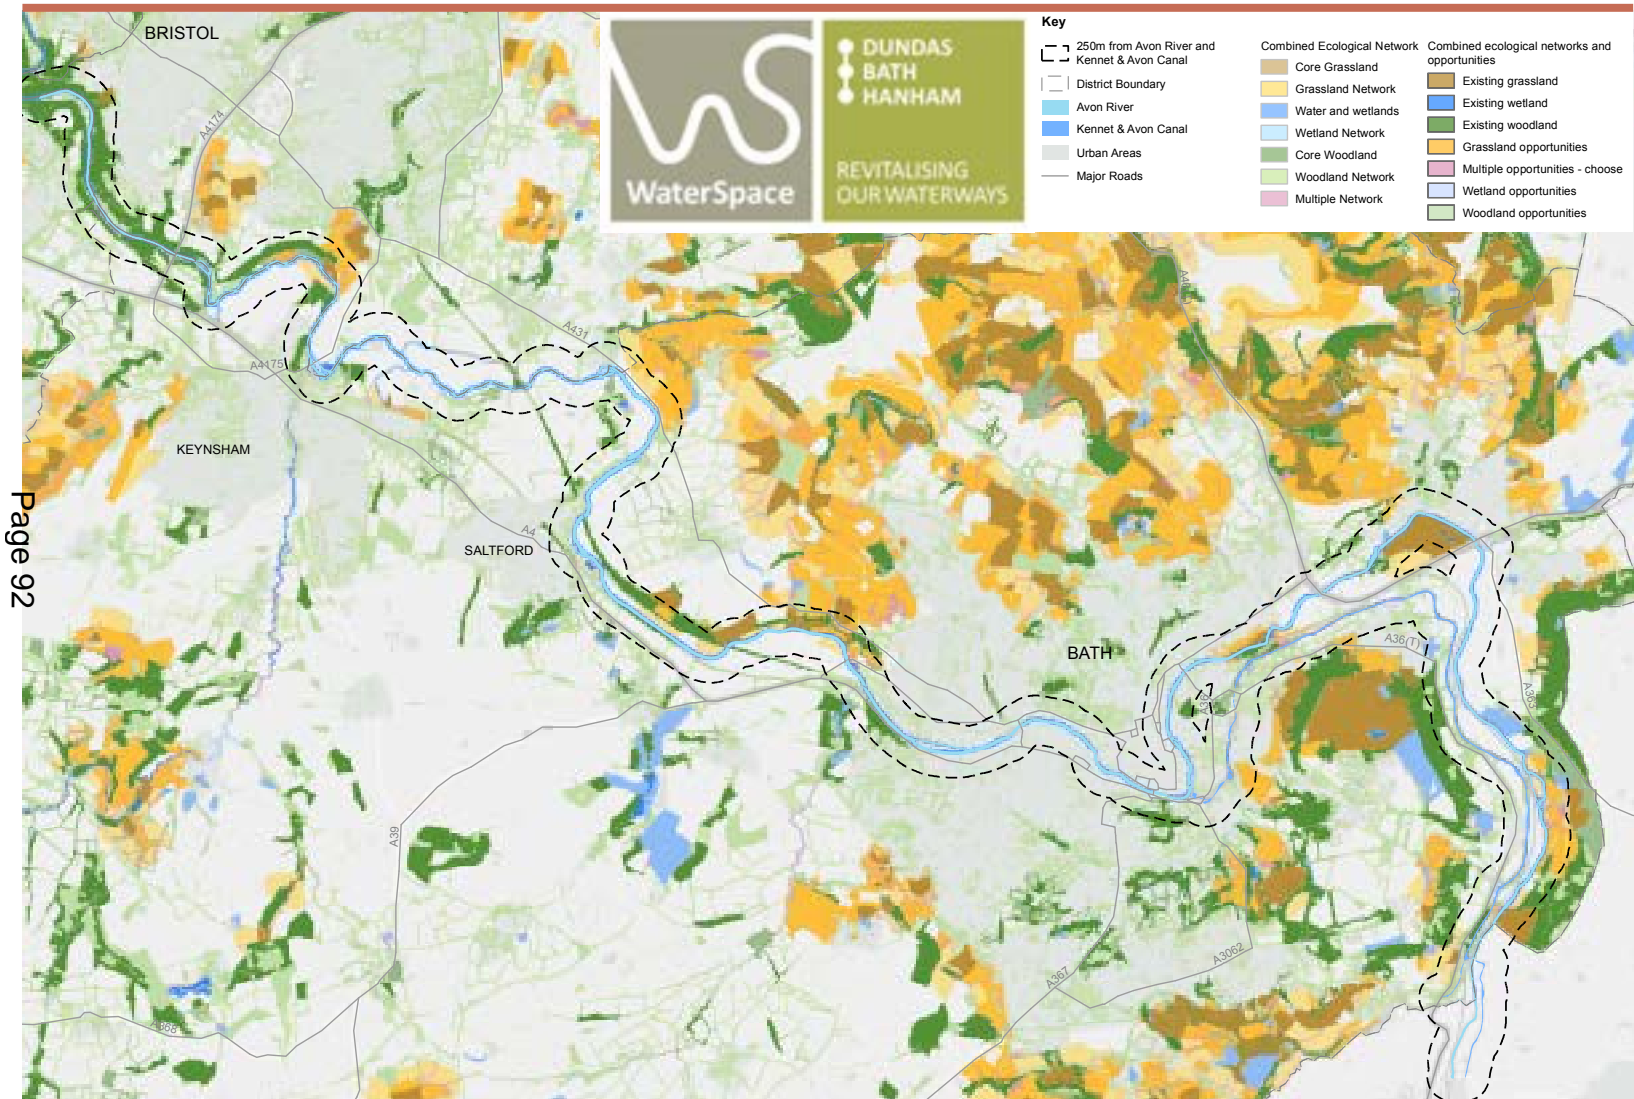 BRISTOL
WaterSpace
DUNDAS
BATH
HANHAM
REVITALISING
OUR WATERWAYS
Key
250m from Avon River and
Kennet & Avon Canal
District Boundary
Avon River
Kennet & Avon Canal
Urban Areas
Major Roads
Combined Ecological Network
Core Grassland
Grassland Network
Water and wetlands
Wetland Network
Core Woodland
Woodland Network
Multiple Network
Combined ecological networks and
opportunities
Existing grassland
Existing wetland
Existing woodland
Grassland opportunities
Multiple opportunities - choose
Wetland opportunities
Woodland opportunities
A4174
A431
A4175
KEYNSHAM
Page 92
A4
SALTFORD
BATH
A36(T)
A36
A363
A39
A367
A3062
A368